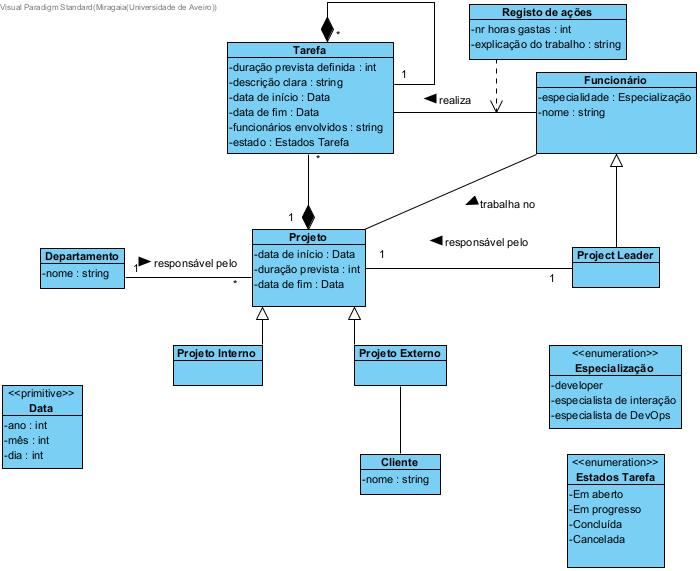 Visual Paradigm Standard(Miragaia(Universidade de Aveiro))
Registo de ações
-nr horas gastas : int
-explicação do trabalho : string
*
Tarefa
-duração prevista definida : int
-descrição clara : string
-data de início : Data
-data de fim : Data
-funcionários envolvidos : string
-estado : Estados Tarefa
1
realiza
Funcionário
-especialidade : Especialização
-nome : string
*
trabalha no
1
Projeto
-data de início : Data
-duração prevista : int
-data de fim : Data
Departamento
-nome : string
1
responsável pelo
*
responsável pelo
1
1
Project Leader
Projeto Interno
Projeto Externo
<<enumeration>>
Especialização
-developer
-especialista de interação
-especialista de DevOps
<<primitive>>
Data
-ano : int
-mês : int
-dia : int
Cliente
-nome : string
<<enumeration>>
Estados Tarefa
-Em aberto
-Em progresso
-Concluída
-Cancelada